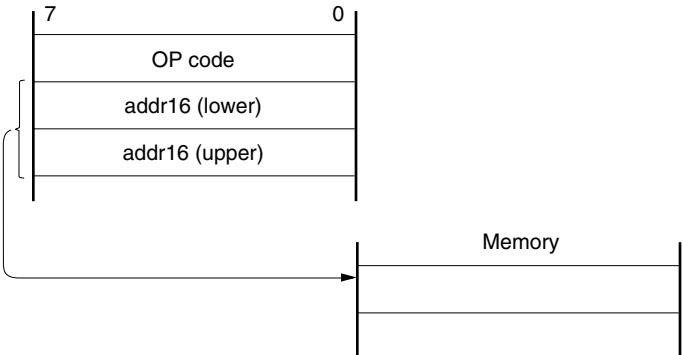 7 0
OP code
addr16 (lower)
addr16 (upper)
Memory